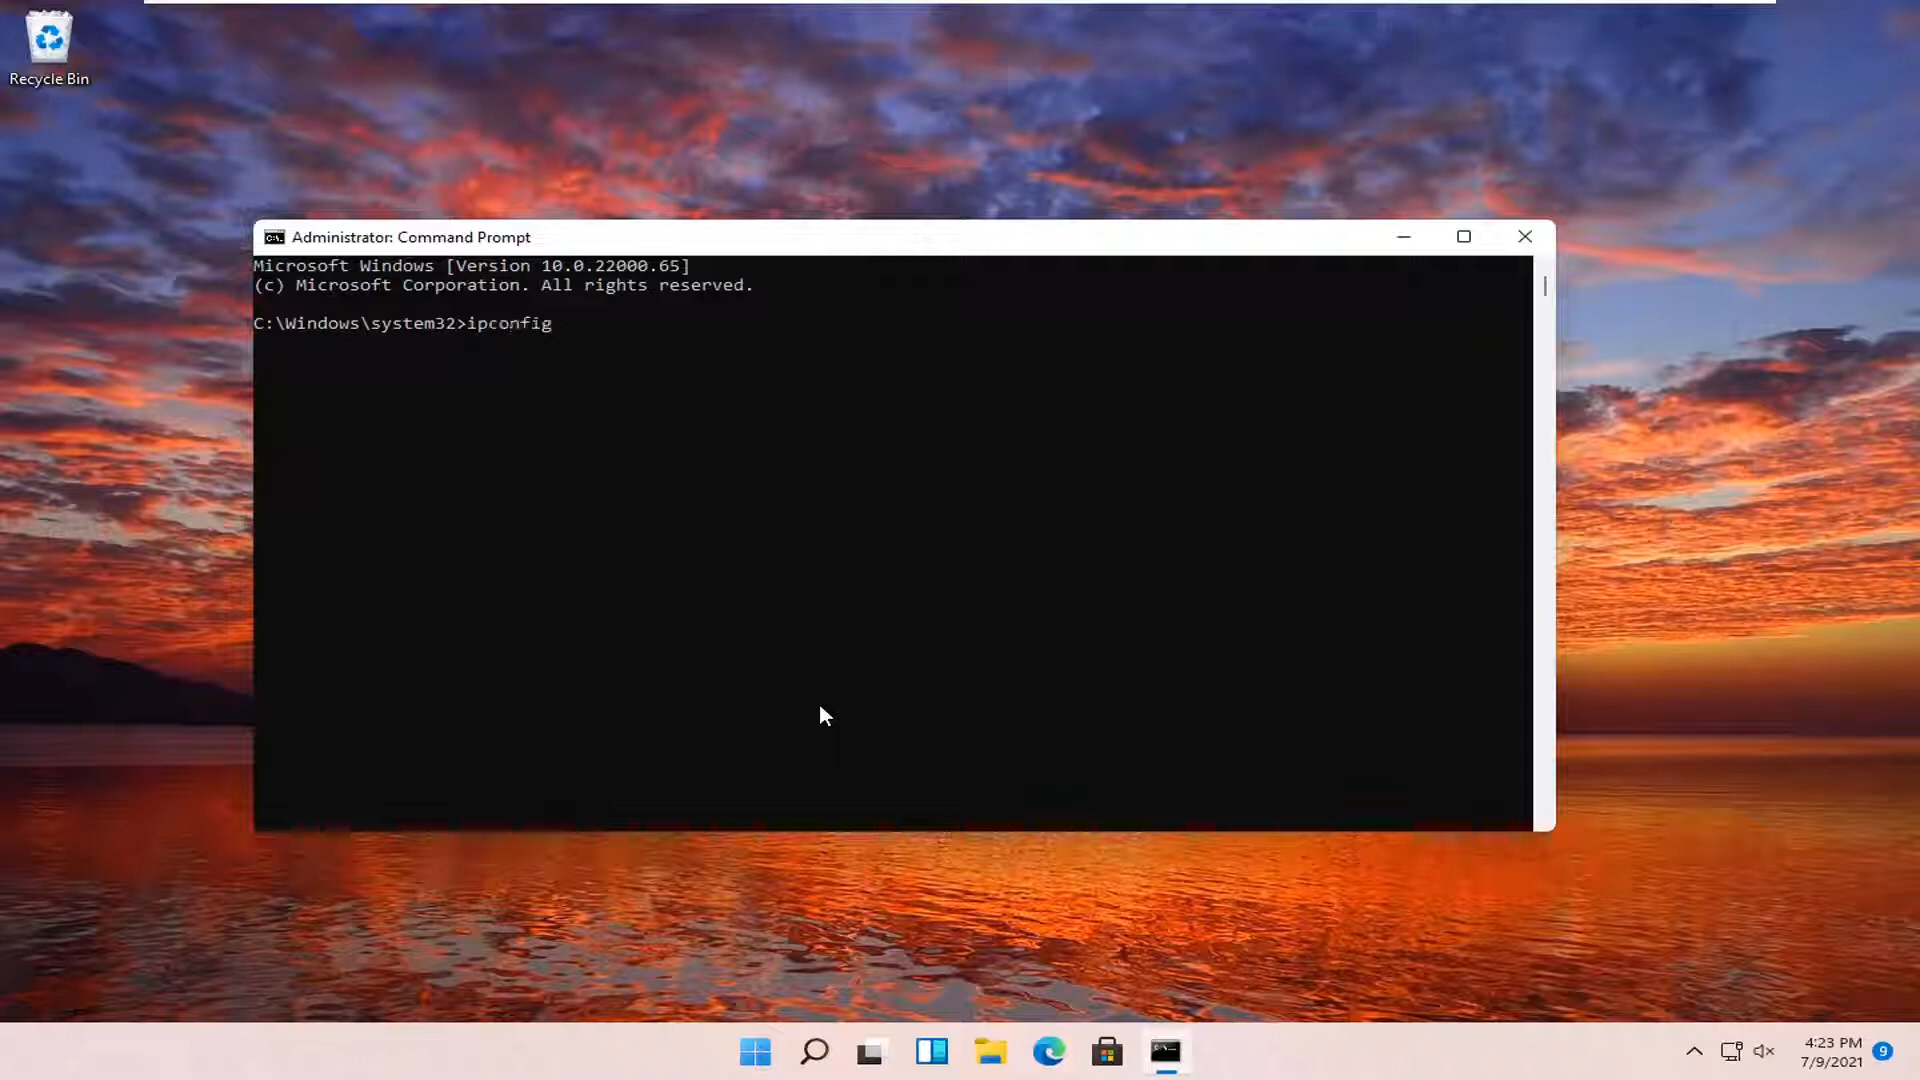 Recycle Bin
Administrator: Command Prompt
Microsoft Windows [Version 10.0.22000.65]
(c) Microsoft Corporation. All rights reserved.
C:\Windows\system32>ipconfig
4:23 PM
7/9/2021
9